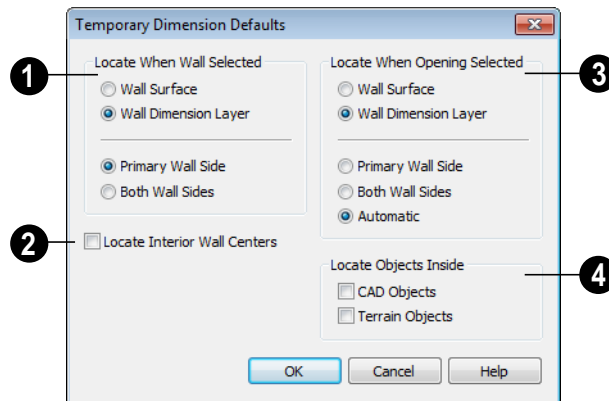 Temporary Dimension Defaults
1
Locate When Wall Selected
Wall Surface
Wall Dimension Layer
Primary Wall Side
Both Wall Sides
2
Locate Interior Wall Centers
3
Locate When Opening Selected
Wall Surface
Wall Dimension Layer
Primary Wall Side
Both Wall Sides
Automatic
4
Locate Objects Inside
CAD Objects
Terrain Objects
OK
Cancel
Help